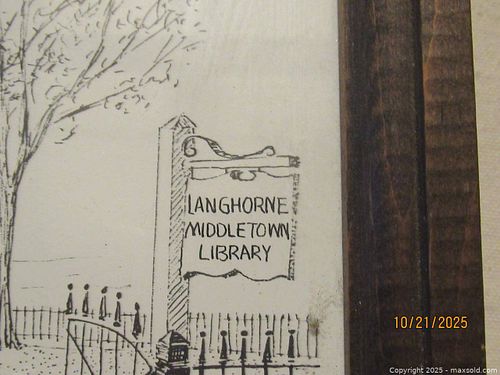 LANGHORNE
MIDDLETOWN
LIBRARY
10/21/2025
Copyright 2025 - maxsold.com